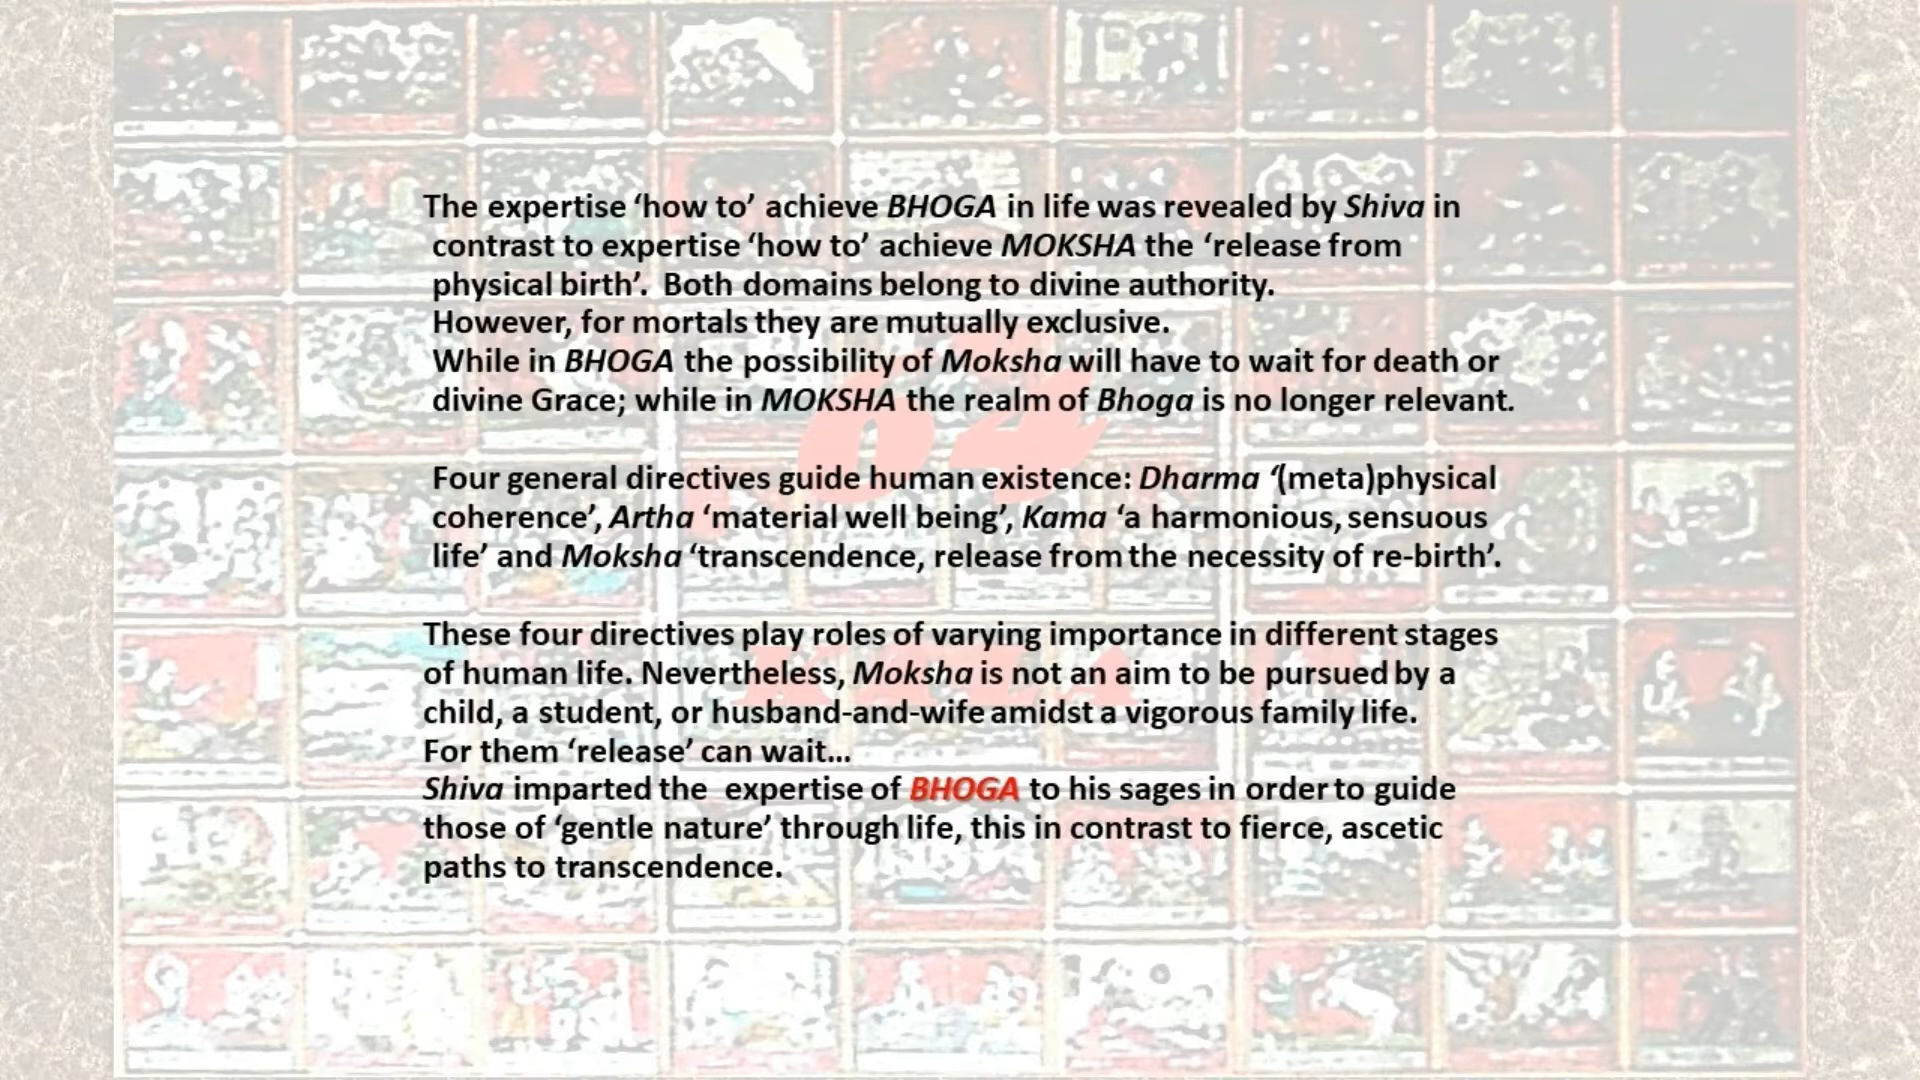 The expertise ‘how to’ achieve BHOGA in life was revealed by Shiva in
contrast to expertise ‘how to’ achieve MOKSHA the ‘release from
physical birth’. Both domains belong to divine authority.
However, for mortals they are mutually exclusive.
While in BHOGA the possibility of Moksha will have to wait for death or
divine Grace; while in MOKSHA the realm of Bhoga is no longer relevant.
Four general directives guide human existence: Dharma ‘(meta)physical
coherence’, Artha ‘material well being’, Kama ‘a harmonious, sensuous
life’ and Moksha ‘transcendence, release from the necessity of re-birth’.
These four directives play roles of varying importance in different stages
of human life. Nevertheless, Moksha is not an aim to be pursued by a
child, a student, or husband-and-wife amidst a vigorous family life.
For them ‘release’ can wait…
Shiva imparted the expertise of BHOGA to his sages in order to guide
those of ‘gentle nature’ through life, this in contrast to fierce, ascetic
paths to transcendence.